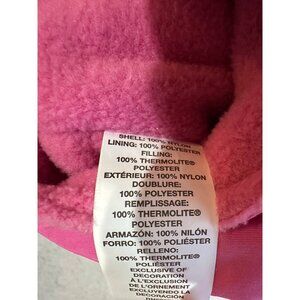 SHELL: 100% NYLON
LINING: 100% POLYESTER
FILLING:
100% THERMOLITE®
POLYESTER
EXTÉRIEUR: 100% NYLON
DOUBLURE:
100% POLYESTER
REMPLISSAGE:
100% THERMOLITE®
POLYESTER
ARMAZÓN: 100% NILÓN
FORRO: 100% POLIÉSTER
RELLENO:
100% THERMOLITE®
POLIÉSTER
EXCLUSIVE OF
DECORATION
À L'EXCLUSION
DE L'ORNEMENT
EXCLUYENDO LA
DECORACIÓN